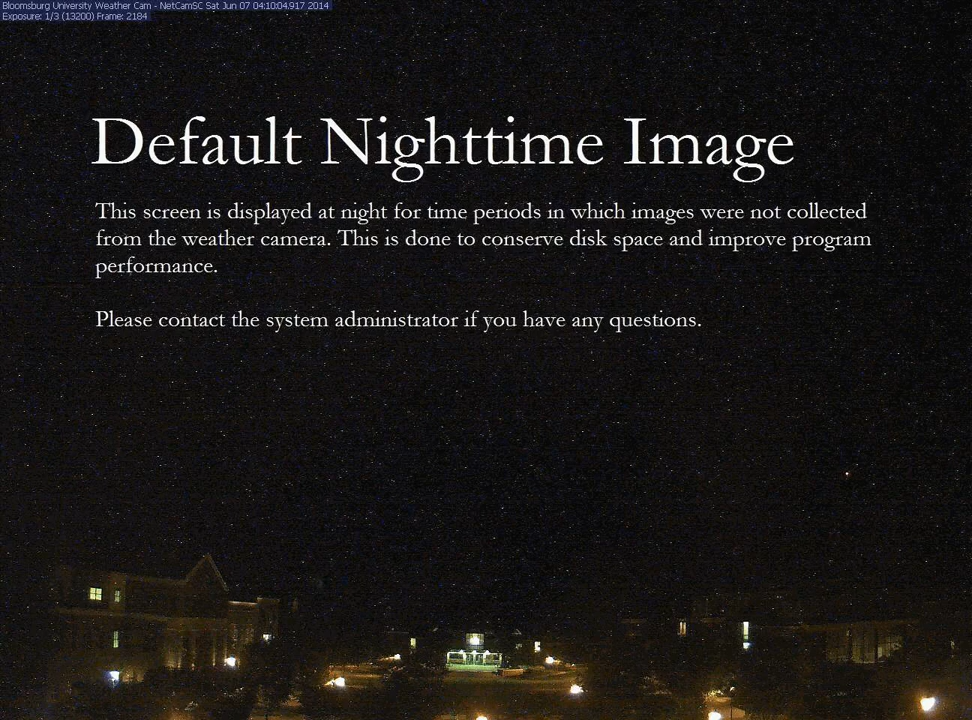 Bloomsburg University Weather Cam - NetCamSC Sat Jun 07 04:10:04.917 2014
Exposure: 1/3 (13200) Frame: 2184
Default Nighttime Image
This screen is displayed at night for time periods in which images were not collected
from the weather camera. This is done to conserve disk space and improve program
performance.
Please contact the system administrator if you have any questions.